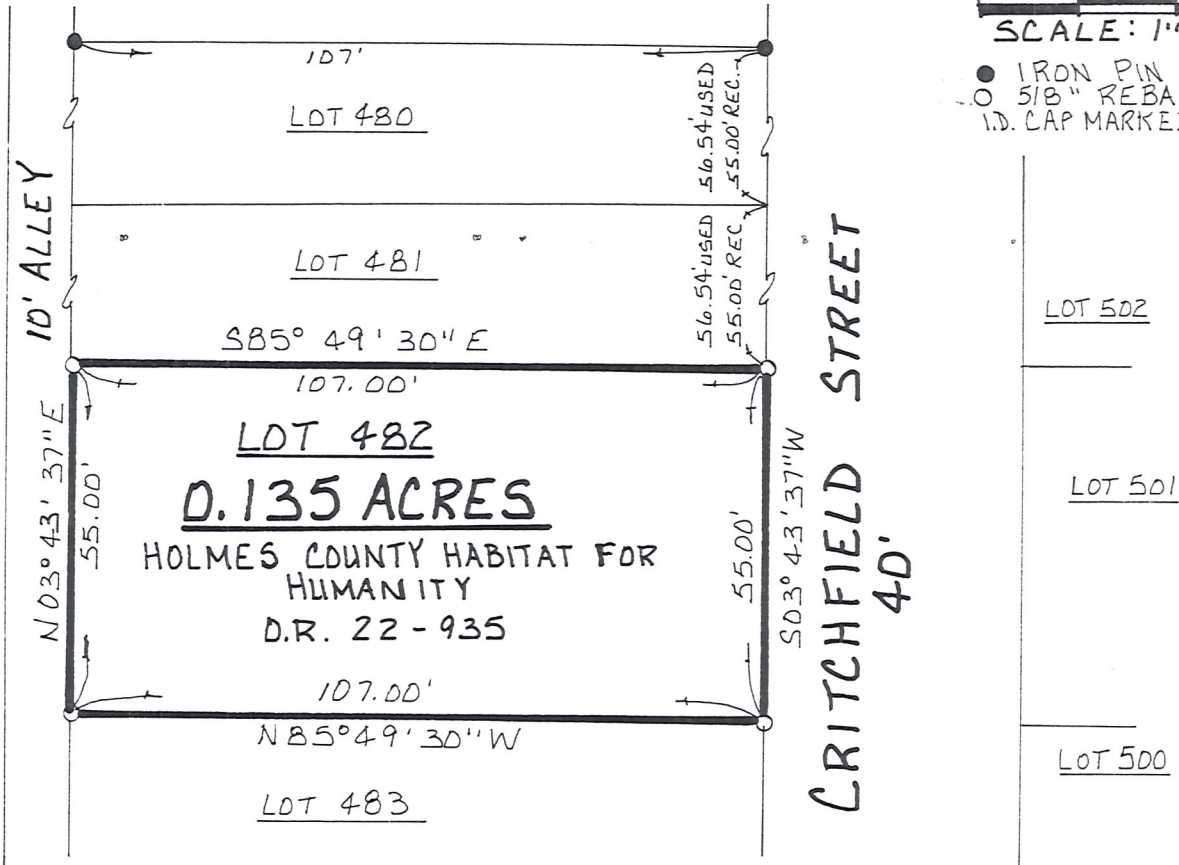 SCALE: 1"
● IRON PIN
○ 5/8" REBA
I.D. CAP MARKE
107'
LOT 480
56.54' USED
55.00' REC.
10' ALLEY
LOT 481
56.54' USED
55.00' REC.
S85° 49' 30" E
107.00'
LOT 482
0.135 ACRES
HOLMES COUNTY HABITAT FOR
HUMANITY
D.R. 22-935
N03° 43' 37" E
55.00'
55.00'
S03° 43' 37" W
107.00'
N85° 49' 30" W
LOT 483
CRITCHFIELD STREET
40'
LOT 502
LOT 501
LOT 500